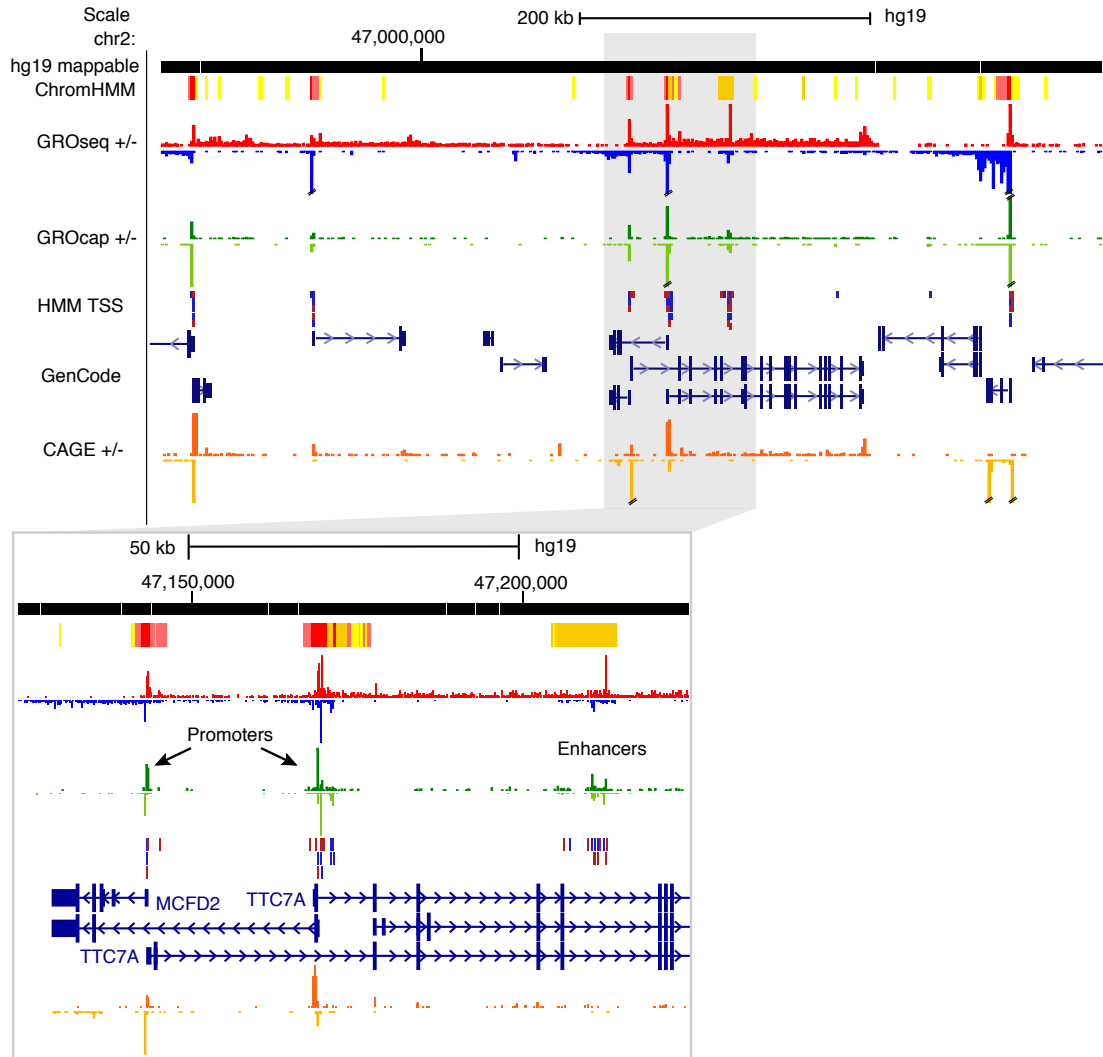 Scale 200 kb hg19
chr2: 47,000,000
hg19 mappable
ChromHMM
GROseq +/-
GROcap +/-
HMM TSS
GenCode
CAGE +/-
50 kb hg19
47,150,000 47,200,000
Promoters Enhancers
MCFD2 TTC7A
TTC7A